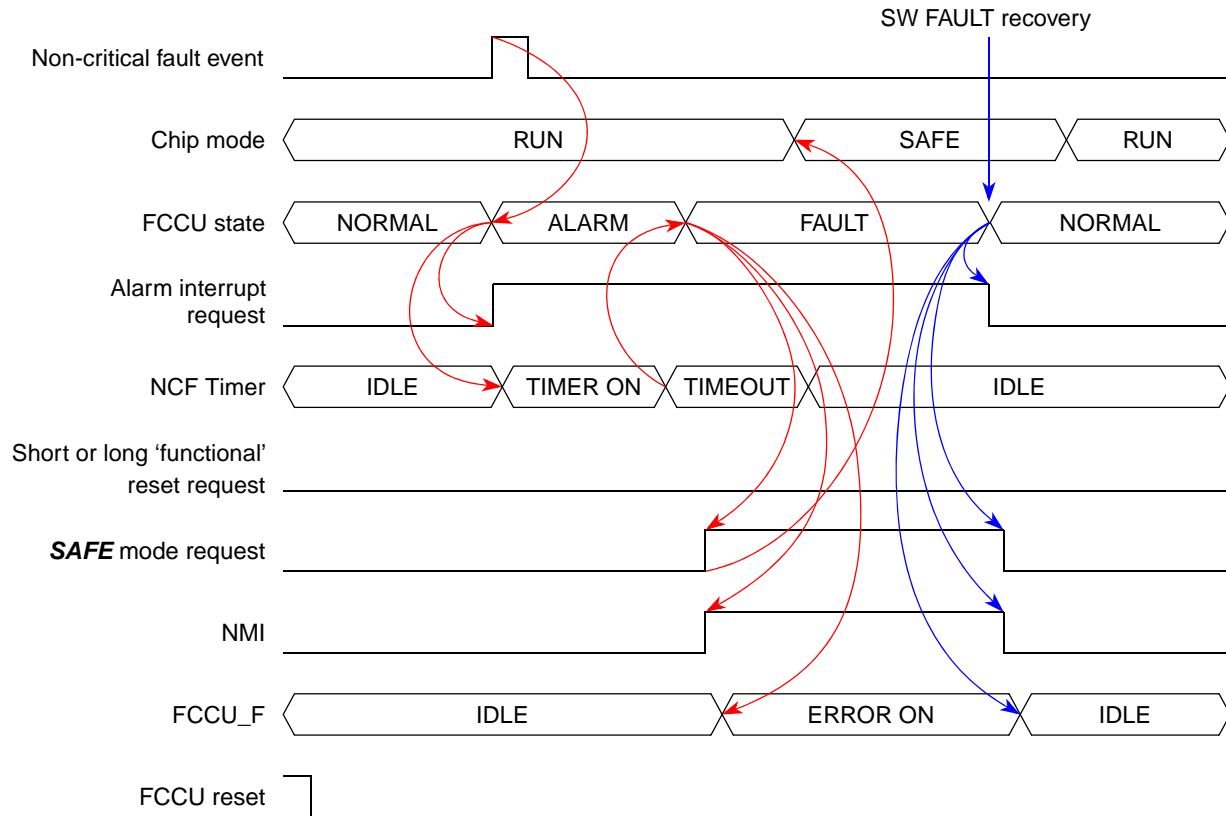 SW FAULT recovery
Non-critical fault event
Chip mode
RUN
SAFE
RUN
FCCU state
NORMAL
ALARM
FAULT
NORMAL
Alarm interrupt
request
NCF Timer
IDLE
TIMER ON
TIMEOUT
IDLE
Short or long ‘functional’
reset request
SAFE mode request
NMI
FCCU_F
IDLE
ERROR ON
IDLE
FCCU reset